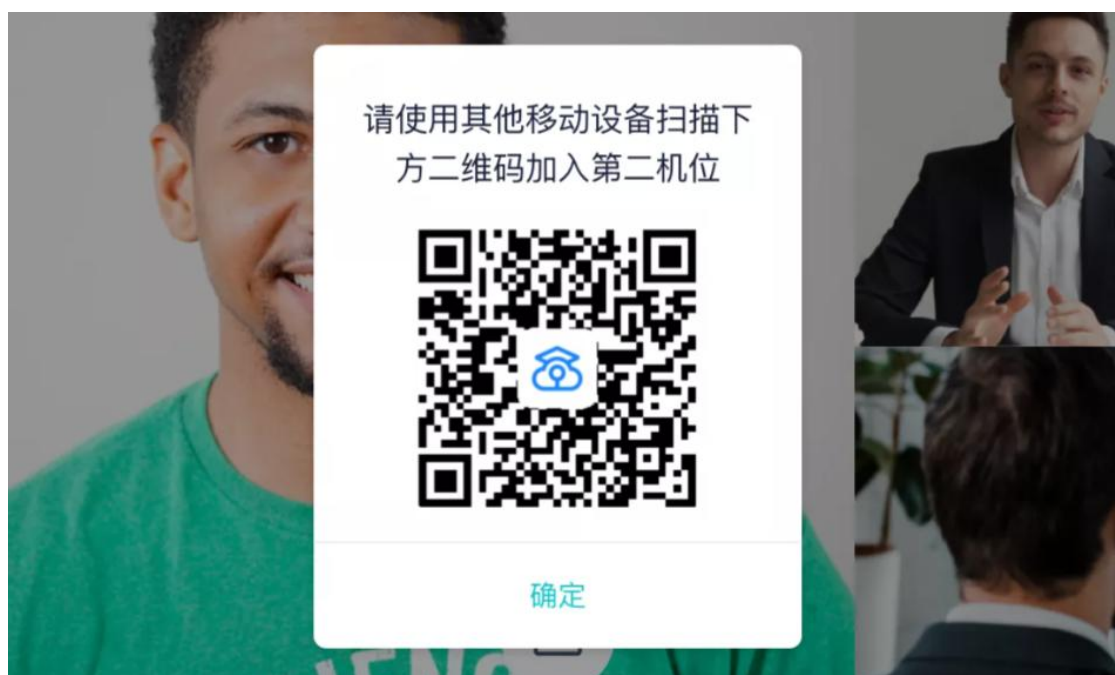 请使用其他移动设备扫描下
方二维码加入第二机位
确定